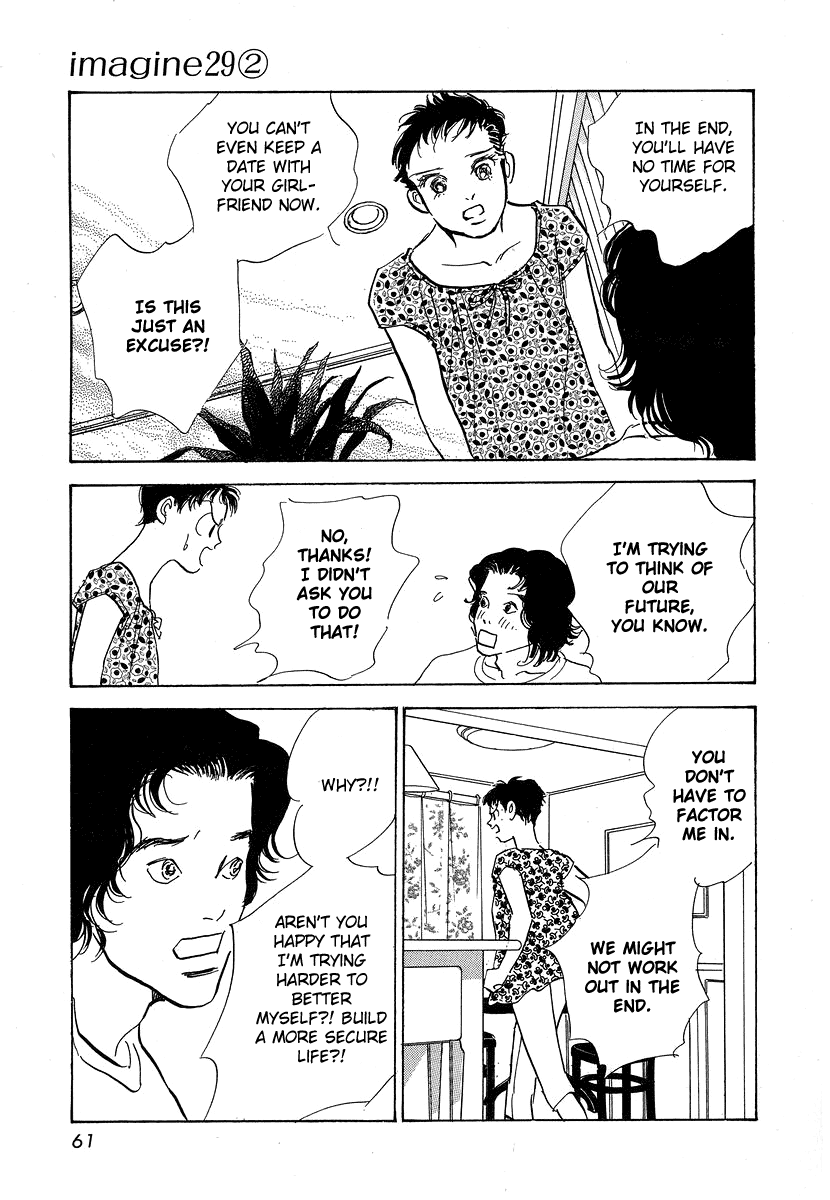 imagine29②
IN THE END,
YOU'LL HAVE
NO TIME FOR
YOURSELF.
YOU CAN'T
EVEN KEEP A
DATE WITH
YOUR GIRL-
FRIEND NOW.
IS THIS
JUST AN
EXCUSE?!
I'M TRYING
TO THINK OF
OUR
FUTURE,
YOU KNOW.
NO,
THANKS!
I DIDN'T
ASK YOU
TO DO
THAT!
YOU
DON'T
HAVE TO
FACTOR
ME IN.
WE MIGHT
NOT WORK
OUT IN THE
END.
WHY?!!
AREN'T YOU
HAPPY THAT
I'M TRYING
HARDER TO
BETTER
MYSELF?! BUILD
A MORE SECURE
LIFE?!
61